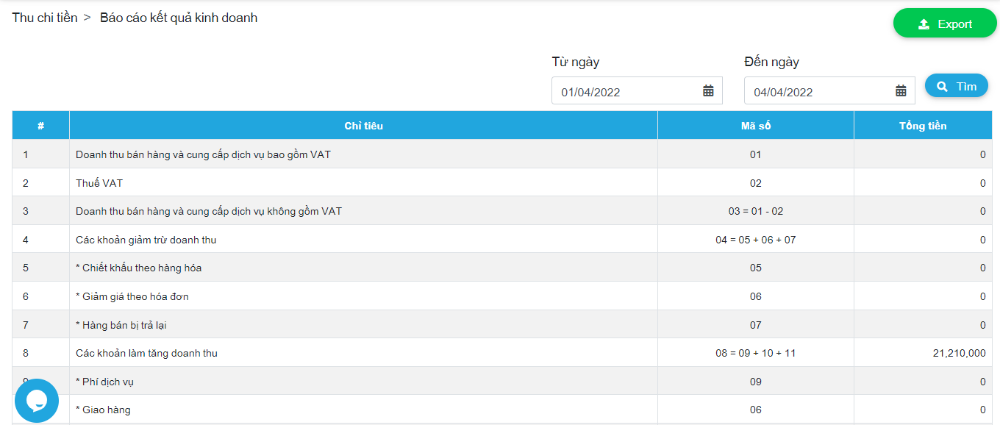 Thu chi tiền > Báo cáo kết quả kinh doanh
Export
Từ ngày Đến ngày
01/04/2022 04/04/2022 Tìm
# Chỉ tiêu Mã số Tổng tiền
1 Doanh thu bán hàng và cung cấp dịch vụ bao gồm VAT 01 0
2 Thuế VAT 02 0
3 Doanh thu bán hàng và cung cấp dịch vụ không gồm VAT 03 = 01 - 02 0
4 Các khoản giảm trừ doanh thu 04 = 05 + 06 + 07 0
5 * Chiết khấu theo hàng hóa 05 0
6 * Giảm giá theo hóa đơn 06 0
7 * Hàng bán bị trả lại 07 0
8 Các khoản làm tăng doanh thu 08 = 09 + 10 + 11 21,210,000
9 * Phí dịch vụ 09 0
* Giao hàng 06 0